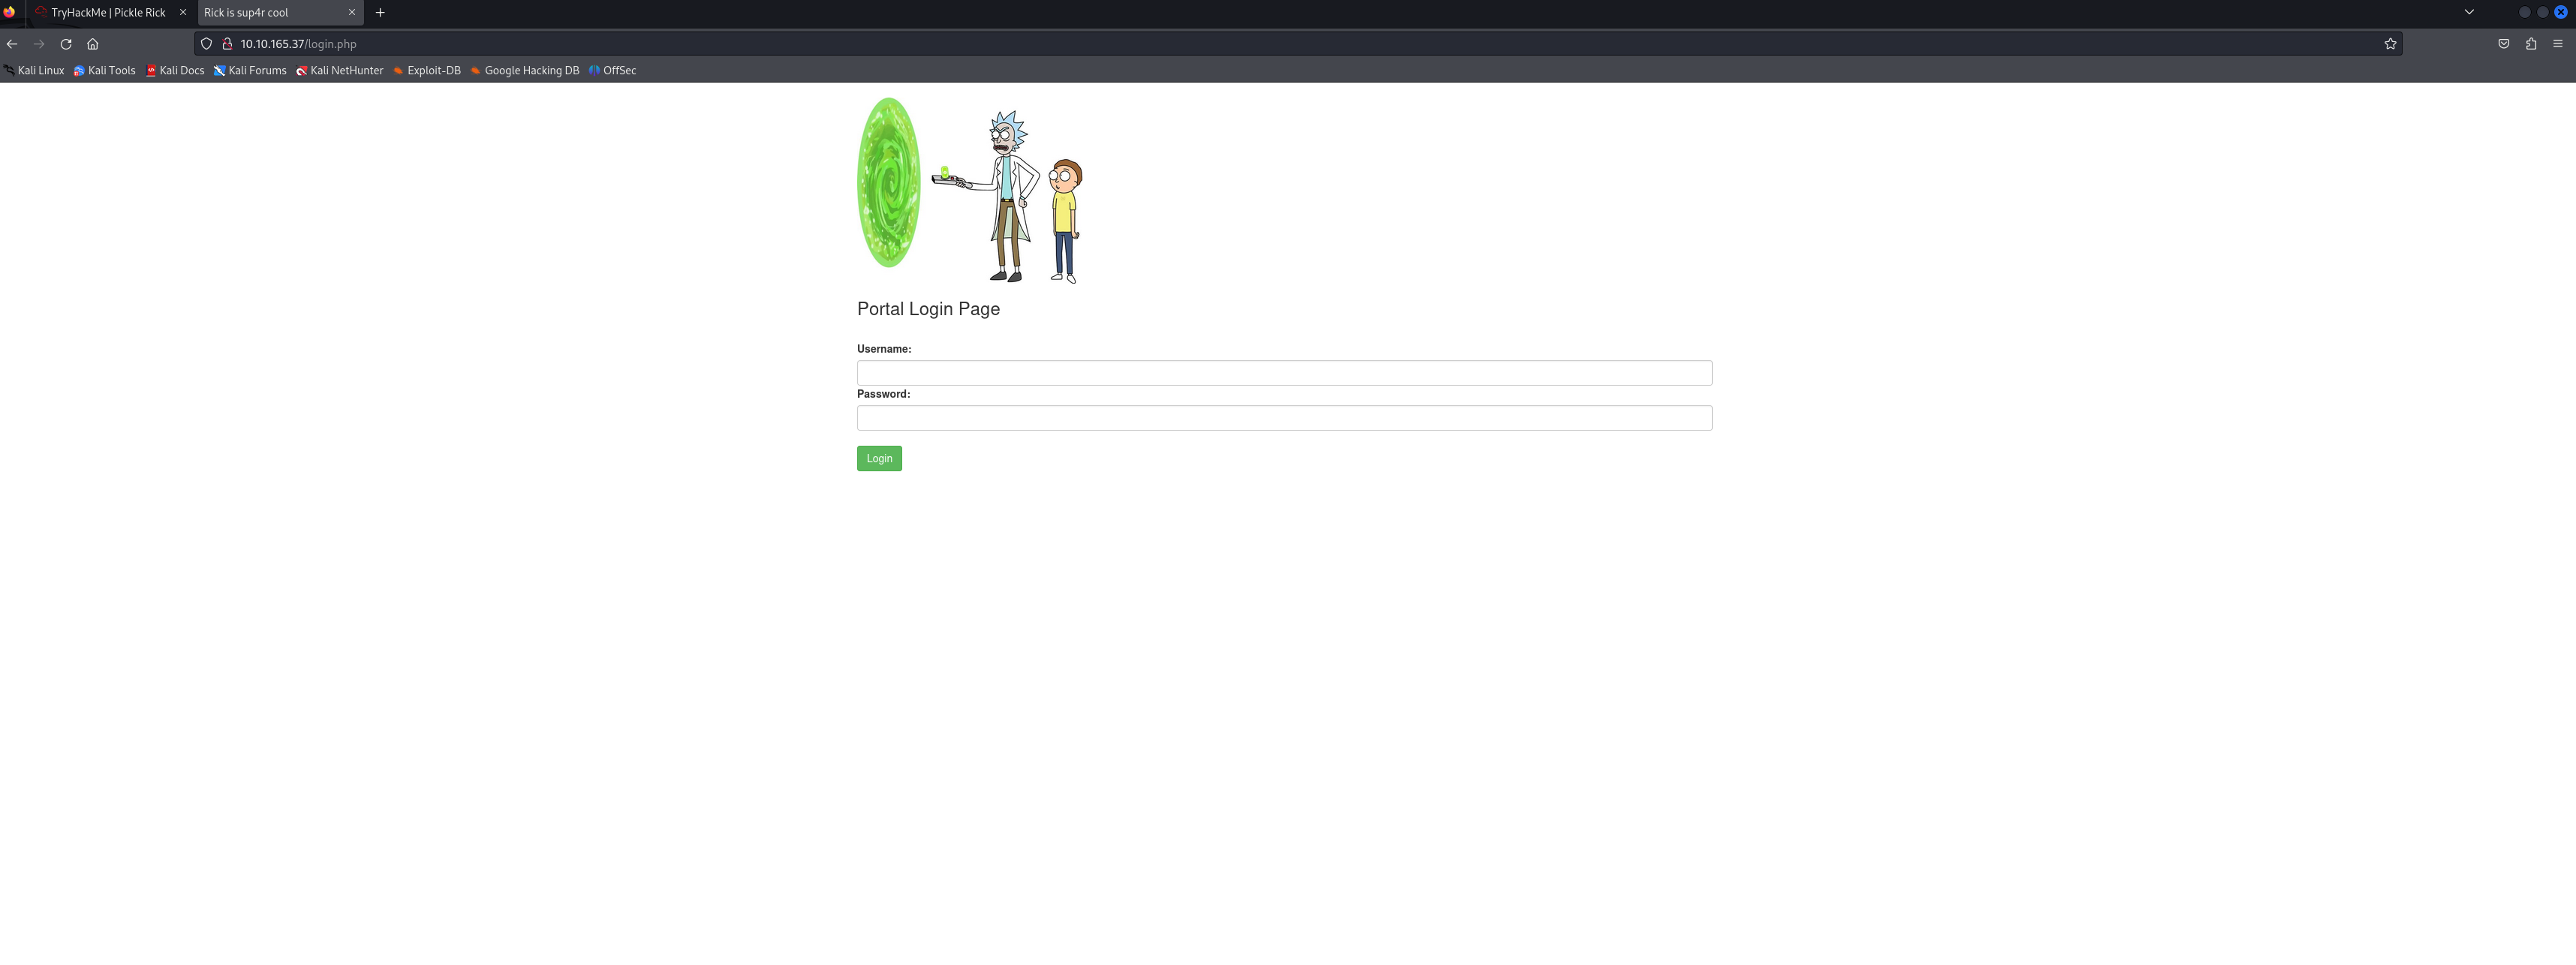 TryHackMe | Pickle Rick
Rick is sup4r cool
10.10.165.37/login.php
Kali Linux Kali Tools Kali Docs Kali Forums Kali NetHunter Exploit-DB Google Hacking DB OffSec
Portal Login Page
Username:
Password:
Login